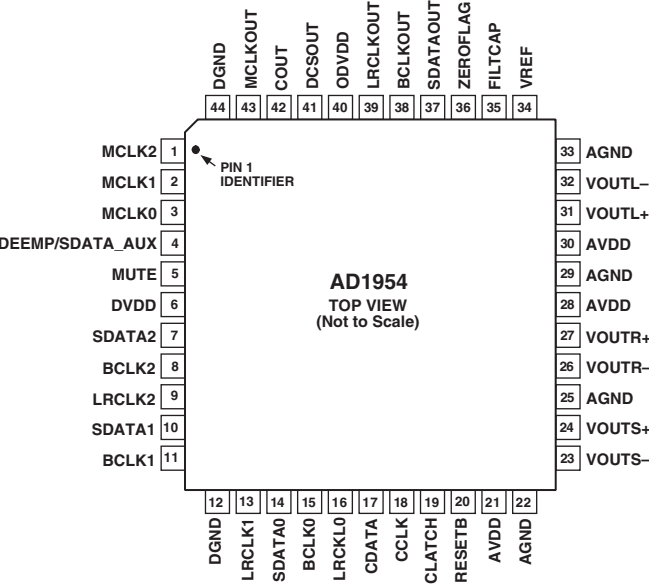 DGND
MCLKOUT
COUT
DCSOUT
ODVDD
LRCLKOUT
BCLKOUT
SDATAOUT
ZEROFLAG
FILTCAP
VREF
44 43 42 41 40 39 38 37 36 35 34
MCLK2 1
MCLK1 2
MCLK0 3
DEEMP/SDATA_AUX 4
MUTE 5
DVDD 6
SDATA2 7
BCLK2 8
LRCLK2 9
SDATA1 10
BCLK1 11
PIN 1
IDENTIFIER
AD1954
TOP VIEW
(Not to Scale)
33 AGND
32 VOUTL–
31 VOUTL+
30 AVDD
29 AGND
28 AVDD
27 VOUTR+
26 VOUTR–
25 AGND
24 VOUTS+
23 VOUTS–
12 13 14 15 16 17 18 19 20 21 22
DGND
LRCLK1
SDATA0
BCLK0
LRCKL0
CDATA
CCLK
CLATCH
RESETB
AVDD
AGND